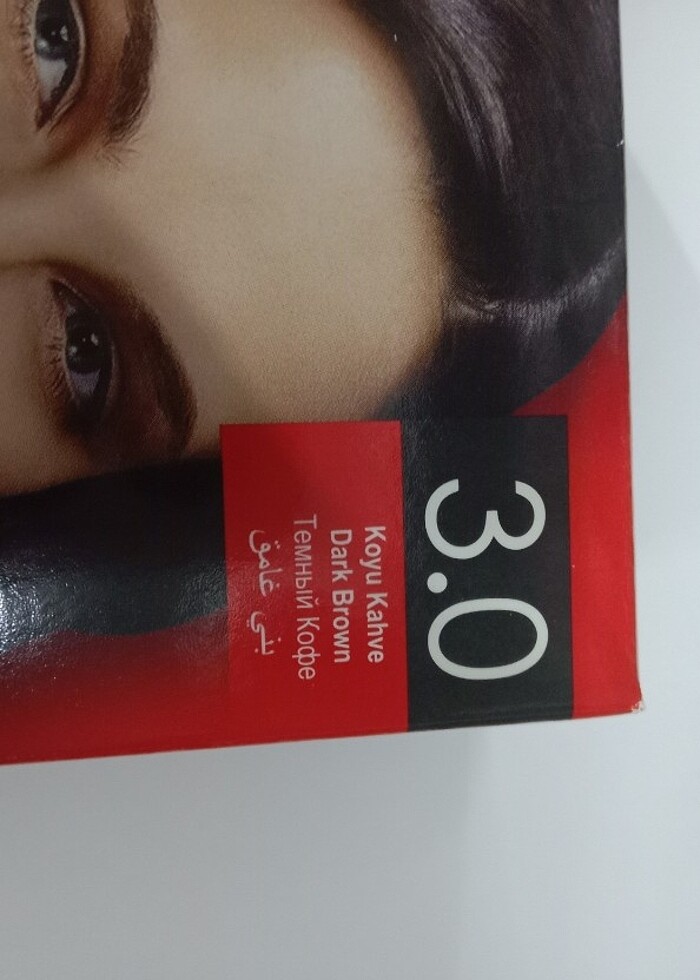 3.0
Koyu Kahve
Dark Brown
Темный Кофе
بني غامق